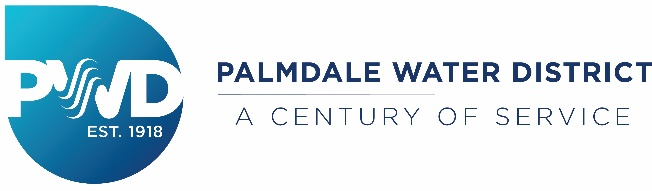 PWD
EST. 1918
PALMDALE WATER DISTRICT
A CENTURY OF SERVICE